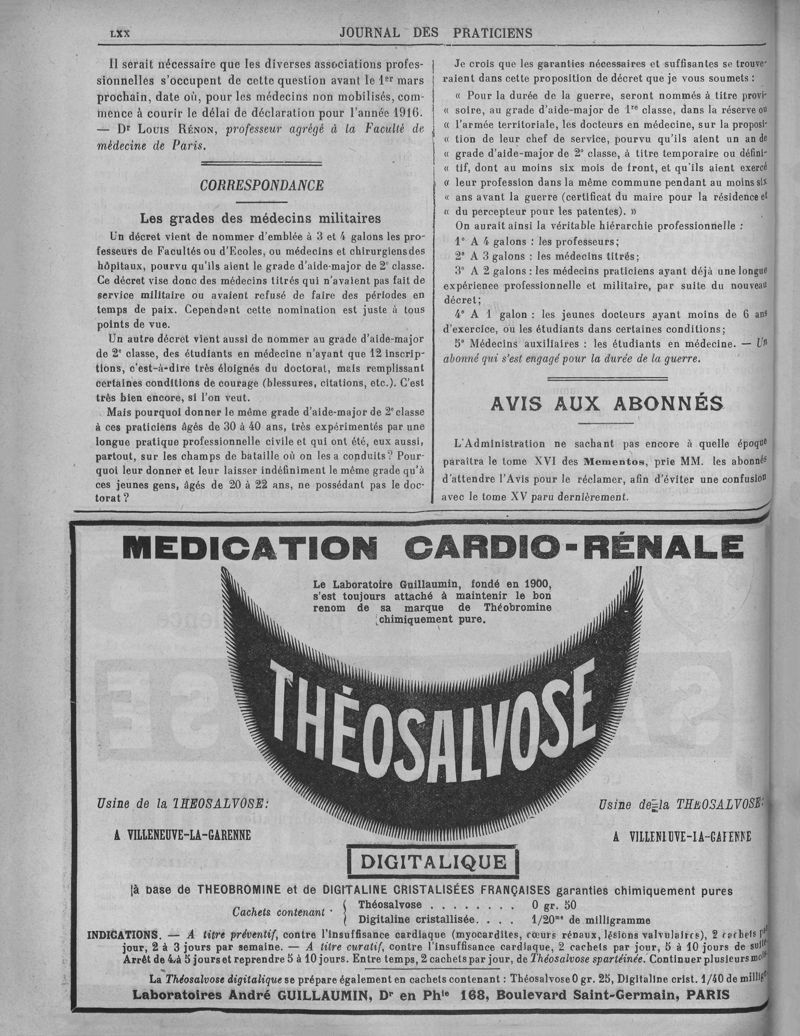 LXX
JOURNAL DES PRATICIENS
Il serait nécessaire que les diverses associations profes-
sionnelles s'occupent de cette question avant le 1er mars
prochain, date où, pour les médecins non mobilisés, com-
mence à courir le délai de déclaration pour l'année 1916.
— Dr Louis Rénon, professeur agrégé à la Faculté de
médecine de Paris.
CORRESPONDANCE
Les grades des médecins militaires
Un décret vient de nommer d'emblée à 3 et 4 galons les pro-
fesseurs de Facultés ou d'Ecoles, ou médecins et chirurgiens des
hôpitaux, pourvu qu'ils aient le grade d'aide-major de 2e classe.
Ce décret vise donc des médecins titrés qui n'avaient pas fait de
service militaire ou avaient refusé de faire des périodes en
temps de paix. Cependant cette nomination est juste à tous
points de vue.
Un autre décret vient aussi de nommer au grade d'aide-major
de 2e classe, des étudiants en médecine n'ayant que 12 inscrip-
tions, c'est-à-dire très éloignés du doctorat, mais remplissant
certaines conditions de courage (blessures, citations, etc.). C'est
très bien encore, si l'on veut.
Mais pourquoi donner le même grade d'aide-major de 2e classe
à ces praticiens âgés de 30 à 40 ans, très expérimentés par une
longue pratique professionnelle civile et qui ont été, eux aussi,
partout, sur les champs de bataille où on les a conduits? Pour-
quoi leur donner et leur laisser indéfiniment le même grade qu'à
ces jeunes gens, âgés de 20 à 22 ans, ne possédant pas le doc-
torat?
Je crois que les garanties nécessaires et suffisantes se trouve-
raient dans cette proposition de décret que je vous soumets :
« Pour la durée de la guerre, seront nommés à titre provi-
« soire, au grade d'aide-major de 1re classe, dans la réserve ou
« l'armée territoriale, les docteurs en médecine, sur la proposi-
« tion de leur chef de service, pourvu qu'ils aient un an de
« grade d'aide-major de 2e classe, à titre temporaire ou défini-
« tif, dont au moins six mois de front, et qu'ils aient exercé
« leur profession dans la même commune pendant au moins six
« ans avant la guerre (certificat du maire pour la résidence et
« du percepteur pour les patentes). »
On aurait ainsi la véritable hiérarchie professionnelle :
1° A 4 galons : les professeurs;
2° A 3 galons : les médecins titrés;
3° A 2 galons : les médecins praticiens ayant déjà une longue
expérience professionnelle et militaire, par suite du nouveau
décret;
4° A 1 galon : les jeunes docteurs ayant moins de 6 ans
d'exercice, ou les étudiants dans certaines conditions;
5° Médecins auxiliaires : les étudiants en médecine. — Un
abonné qui s'est engagé pour la durée de la guerre.
AVIS AUX ABONNÉS
L'Administration ne sachant pas encore à quelle époque
paraîtra le tome XVI des Mementos, prie MM. les abonnés
d'attendre l'Avis pour le réclamer, afin d'éviter une confusion
avec le tome XV paru dernièrement.
MEDICATION CARDIO-RÉNALE
Le Laboratoire Guillaumin, fondé en 1900,
s'est toujours attaché à maintenir le bon
renom de sa marque de Théobromine
chimiquement pure.
THÉOSALVOSE
Usine de la THEOSALVOSE:
A VILLENEUVE-LA-GARENNE
Usine de la THEOSALVOSE:
A VILLENEUVE-LA-GARENNE
DIGITALIQUE
à base de THEOBROMINE et de DIGITALINE CRISTALISÉES FRANÇAISES garanties chimiquement pures
Cachets contenant : { Théosalvose . . . . . . . . 0 gr. 50
Digitaline cristallisée. . . . 1/20me de milligramme
INDICATIONS. — A titre préventif, contre l'insuffisance cardiaque (myocardites, cœurs rénaux, lésions valvulaires), 2 cachets par
jour, 2 à 3 jours par semaine. — A titre curatif, contre l'insuffisance cardiaque, 2 cachets par jour, 5 à 10 jours de suite
Arrêt de 4 à 5 jours et reprendre 5 à 10 jours. Entre temps, 2 cachets par jour, de Théosalvose spartéinée. Continuer plusieurs mois
La Théosalvose digitalique se prépare également en cachets contenant : Théosalvose 0 gr. 25, Digitaline crist. 1/40 de millig
Laboratoires André GUILLAUMIN, Dr en Phie 168, Boulevard Saint-Germain, PARIS